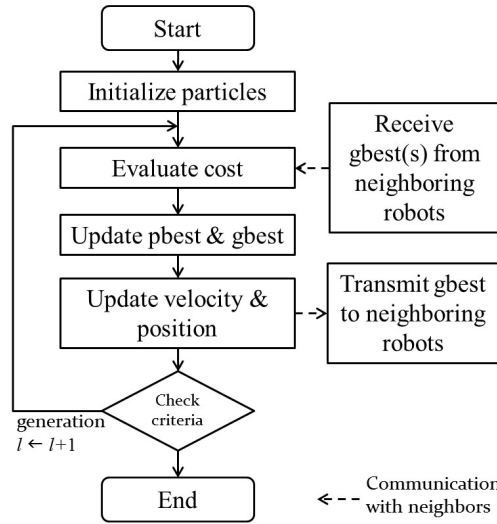 Start
Initialize particles
Receive
gbest(s) from
neighboring
robots
Evaluate cost
Update pbest & gbest
Update velocity &
position
Transmit gbest
to neighboring
robots
Check
criteria
generation
l ← l+1
End
Communication
with neighbors